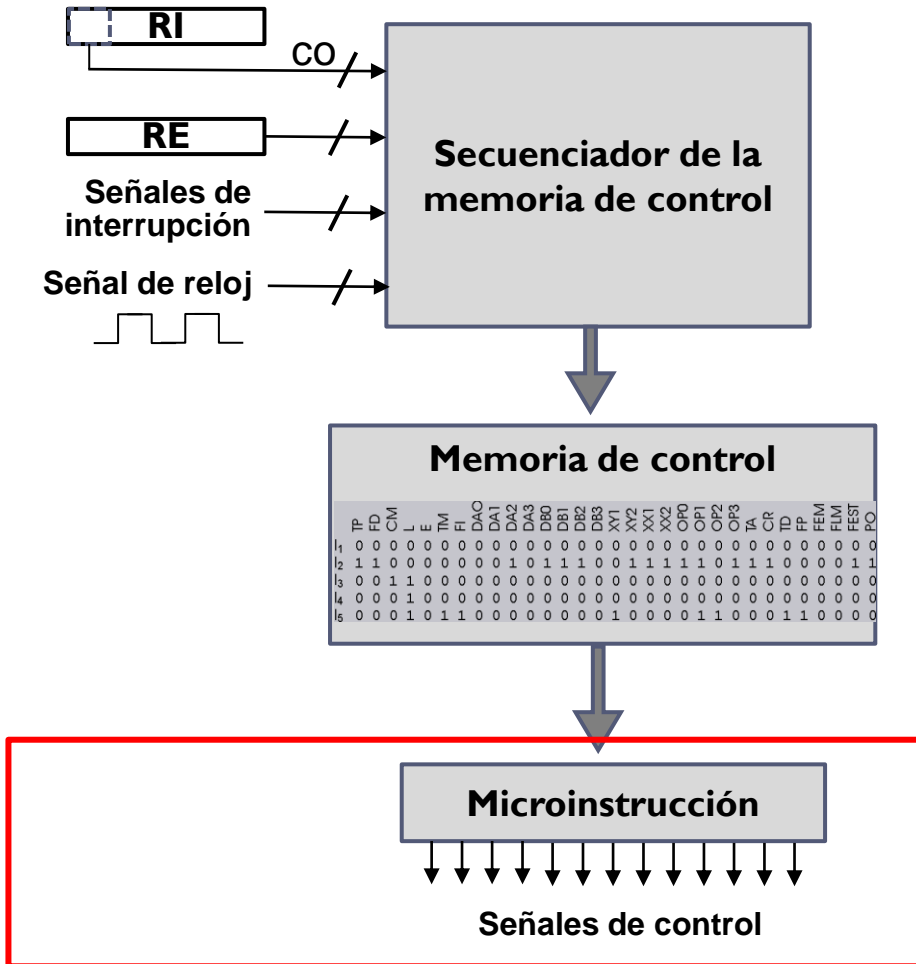 RI
CO
RE
Señales de
interrupción
Señal de reloj
Secuenciador de la
memoria de control
Memoria de control
TP FD CM L E TM FI DAO DA1 DA2 DA3 DB0 DB1 DB2 DB3 XY1 XY2 XX1 XX2 OP0 OP1 OP2 OP3 TA CR TD FP FEM FLM FEST PO
I1 0 0 0 0 0 0 0 0 0 0 0 0 0 0 0 0 0 0 0 0 0 0 0 0 0 0 0 0 0 0 0
I2 1 1 0 0 0 0 0 0 0 1 0 1 1 1 0 0 1 1 1 1 1 0 1 1 1 0 0 0 0 1 1
I3 0 0 1 1 0 0 0 0 0 0 0 0 0 0 0 0 0 0 0 0 0 0 0 0 0 0 0 0 0 0 0
I4 0 0 0 1 0 0 0 0 0 0 0 0 0 0 0 0 0 0 0 0 0 0 0 0 0 0 0 0 0 0 0
I5 0 0 0 1 0 1 1 0 0 0 0 0 0 0 0 1 0 0 0 0 1 1 0 0 0 1 1 0 0 0 0
Microinstrucción
Señales de control